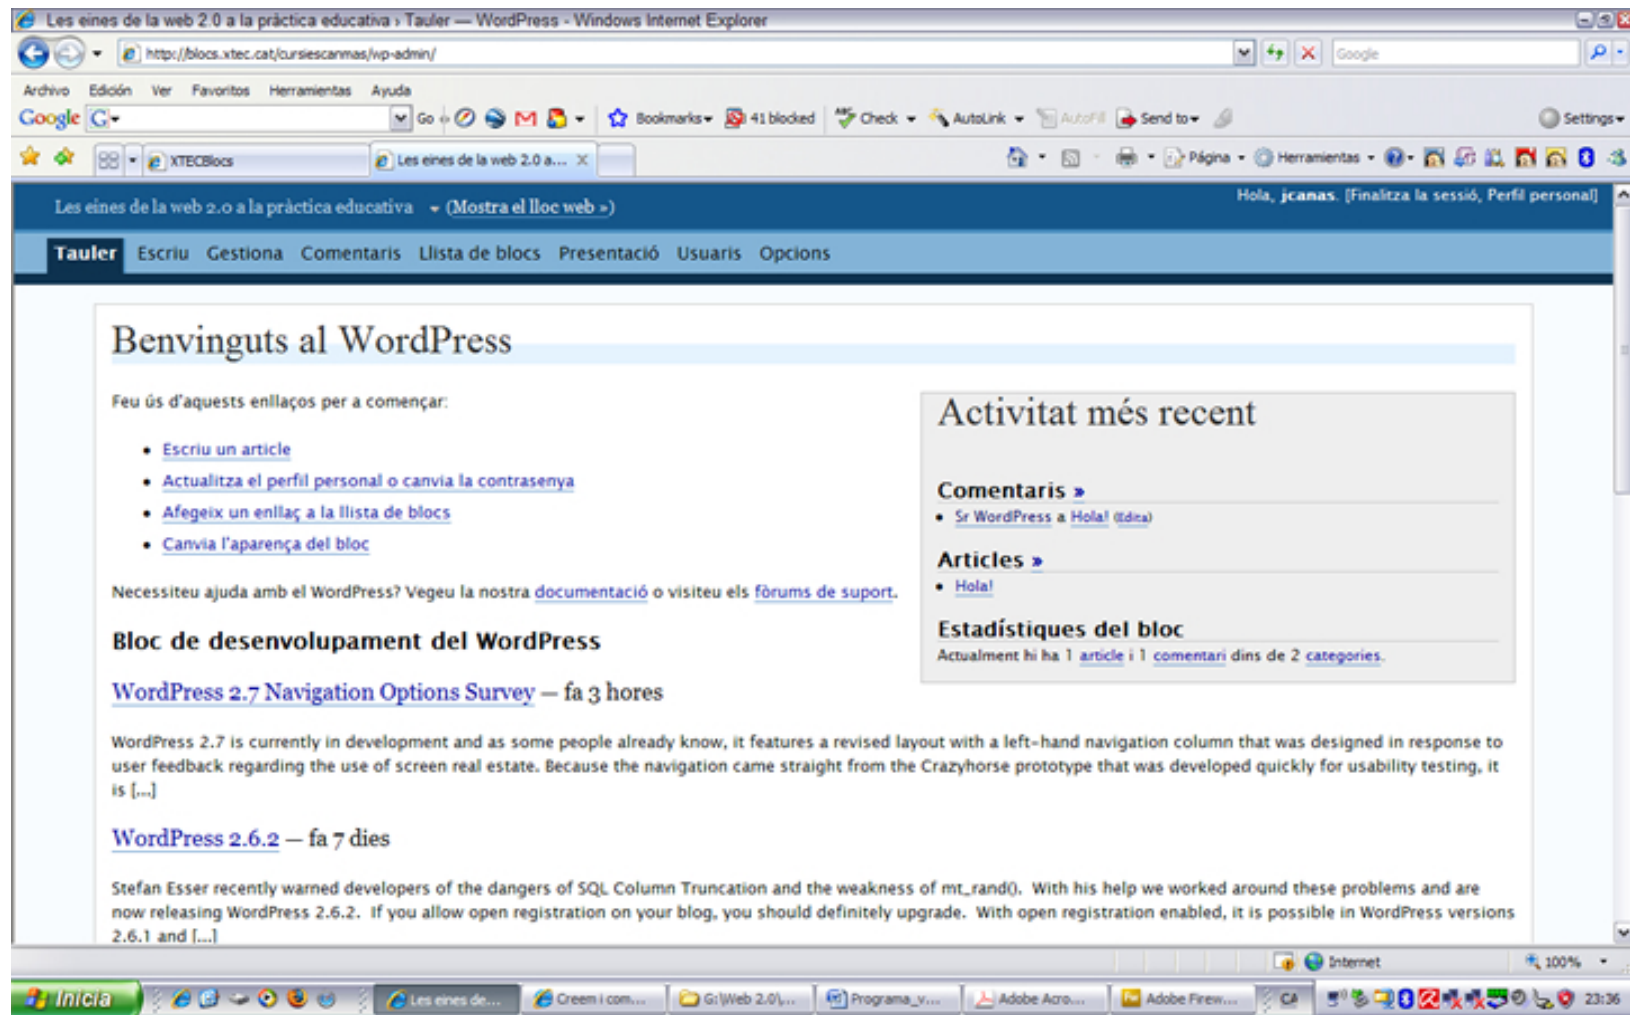 Les eines de la web 2.0 a la pràctica educativa › Tauler — WordPress - Windows Internet Explorer
http://blocs.xtec.cat/cursiescanmas/wp-admin/
Google
Archivo Edición Ver Favoritos Herramientas Ayuda
Google G Go Bookmarks 41 blocked Check AutoLink AutoFill Send to Settings
XTECBlocs Les eines de la web 2.0 a... Página Herramientas
Les eines de la web 2.0 a la pràctica educativa (Mostra el lloc web »)
Hola, jcanas. [Finalitza la sessió, Perfil personal]
Tauler Escriu Gestiona Comentaris Llista de blocs Presentació Usuaris Opcions
Benvinguts al WordPress
Feu ús d'aquests enllaços per a començar:
• Escriu un article
• Actualitza el perfil personal o canvia la contrasenya
• Afegeix un enllaç a la llista de blocs
• Canvia l'aparença del bloc
Necessiteu ajuda amb el WordPress? Vegeu la nostra documentació o visiteu els fòrums de suport.
Activitat més recent
Comentaris »
• Sr WordPress a Hola! (Edita)
Articles »
• Hola!
Estadístiques del bloc
Actualment hi ha 1 article i 1 comentari dins de 2 categories.
Bloc de desenvolupament del WordPress
WordPress 2.7 Navigation Options Survey — fa 3 hores
WordPress 2.7 is currently in development and as some people already know, it features a revised layout with a left-hand navigation column that was designed in response to
user feedback regarding the use of screen real estate. Because the navigation came straight from the Crazyhorse prototype that was developed quickly for usability testing, it
is [...]
WordPress 2.6.2 — fa 7 dies
Stefan Esser recently warned developers of the dangers of SQL Column Truncation and the weakness of mt_rand(). With his help we worked around these problems and are
now releasing WordPress 2.6.2. If you allow open registration on your blog, you should definitely upgrade. With open registration enabled, it is possible in WordPress versions
2.6.1 and [...]
Internet 100%
Inicia Les eines de... Creem i com... G:\Web 2.0\... Programa_v... Adobe Acro... Adobe Firew... CA 23:36